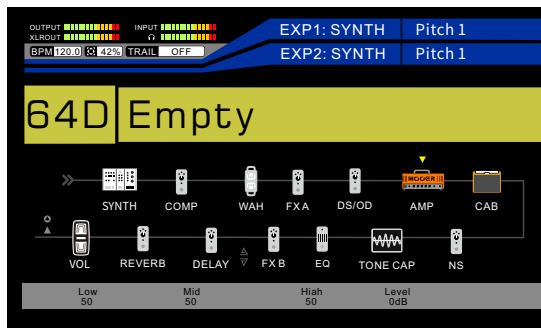 OUTPUT INPUT
XLROUT
BPM 120.0 42% TRAIL OFF
EXP1: SYNTH Pitch 1
EXP2: SYNTH Pitch 1
64D Empty
MOOER
SYNTH COMP WAH FX A DS/OD AMP CAB
VOL REVERB DELAY FX B EQ TONE CAP NS
Low Mid Hiah Level
50 50 50 0dB